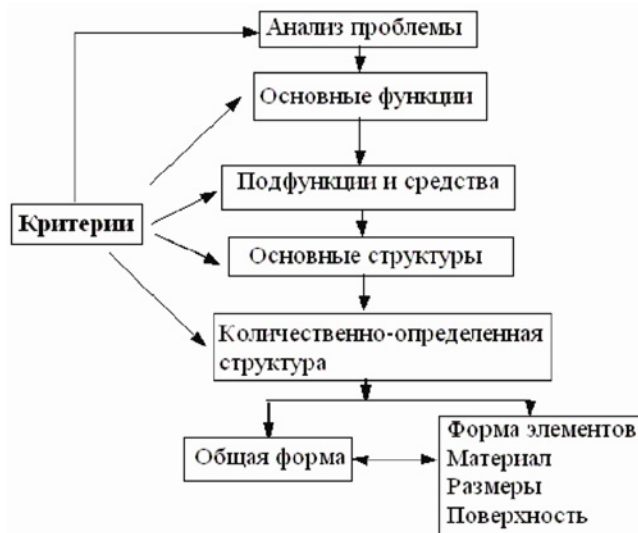 Анализ проблемы
Основные функции
Подфункции и средства
Критерии
Основные структуры
Количественно-определенная
структура
Общая форма
Форма элементов
Материал
Размеры
Поверхность